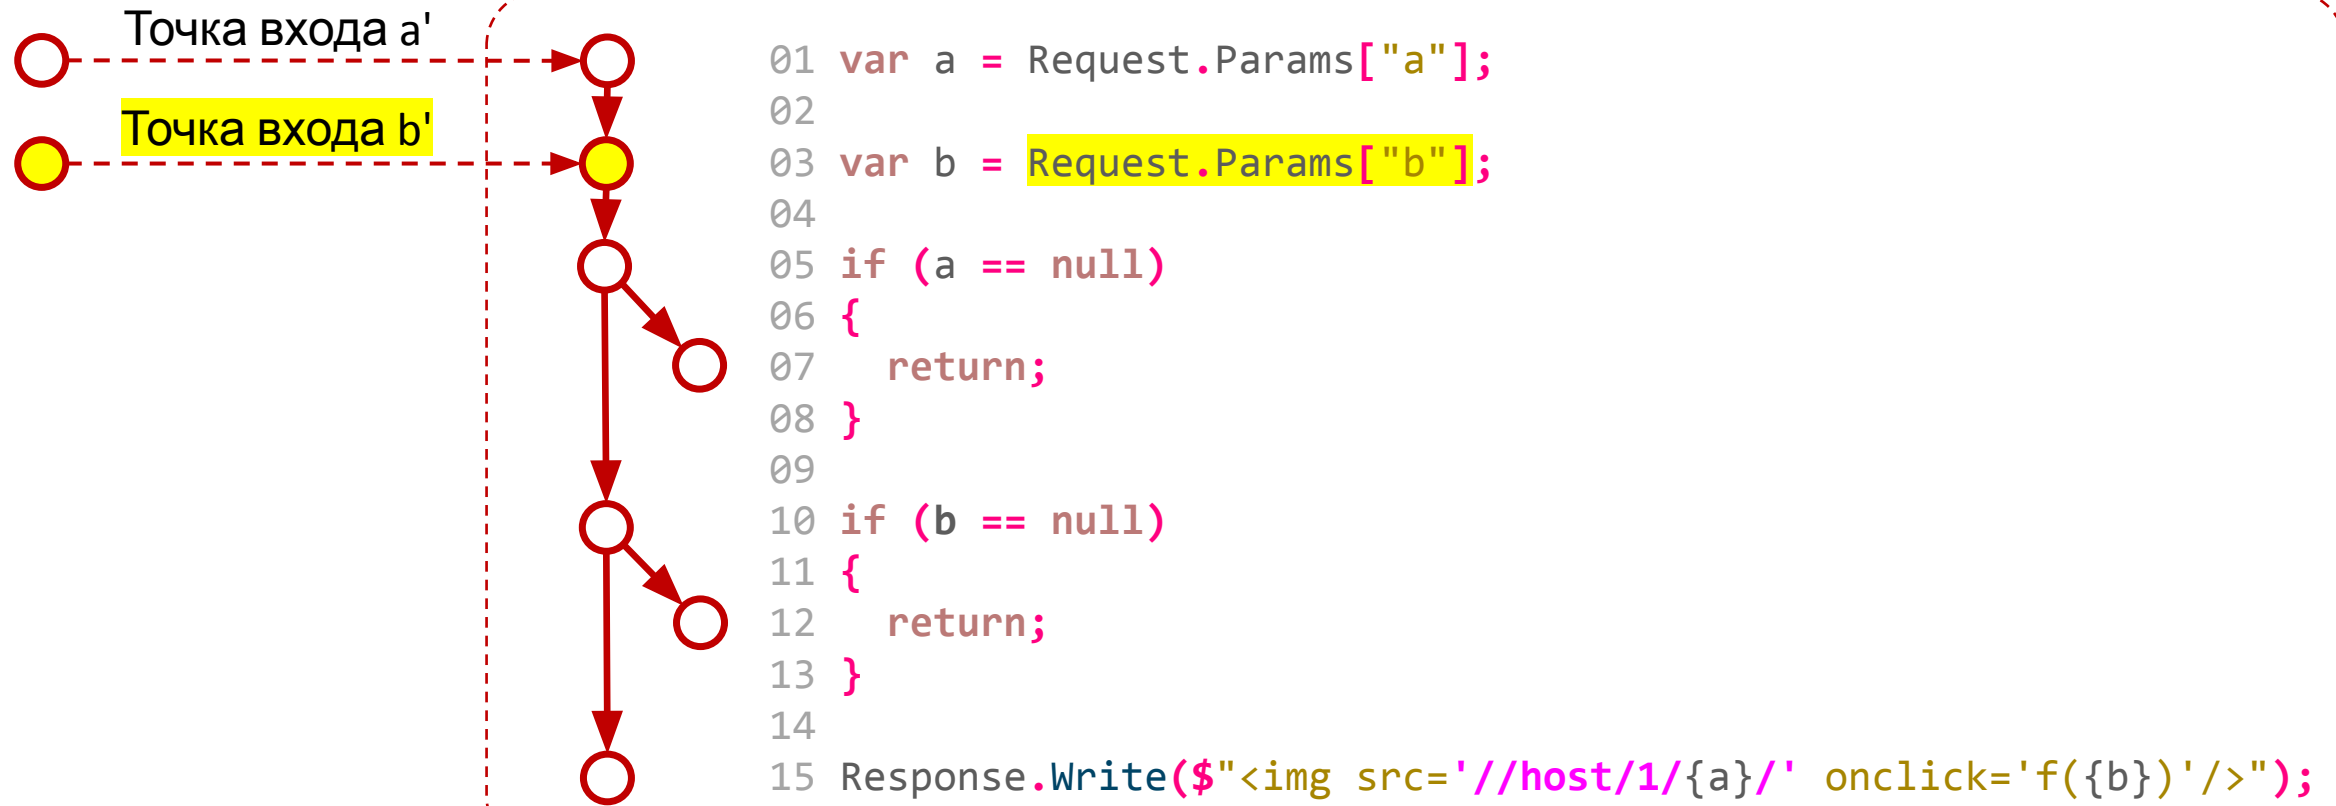 Точка входа a'
Точка входа b'
01 var a = Request.Params["a"];
02
03 var b = Request.Params["b"];
04
05 if (a == null)
06 {
07   return;
08 }
09
10 if (b == null)
11 {
12   return;
13 }
14
15 Response.Write($"<img src='//host/1/{a}/' onclick='f({b})'/>");